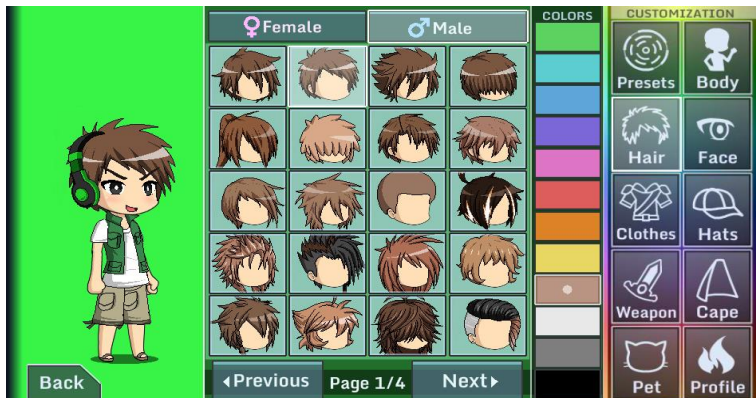 Female
Male
COLORS
CUSTOMIZATION
Presets
Body
Hair
Face
Clothes
Hats
Weapon
Cape
Pet
Profile
Back
Previous
Page 1/4
Next